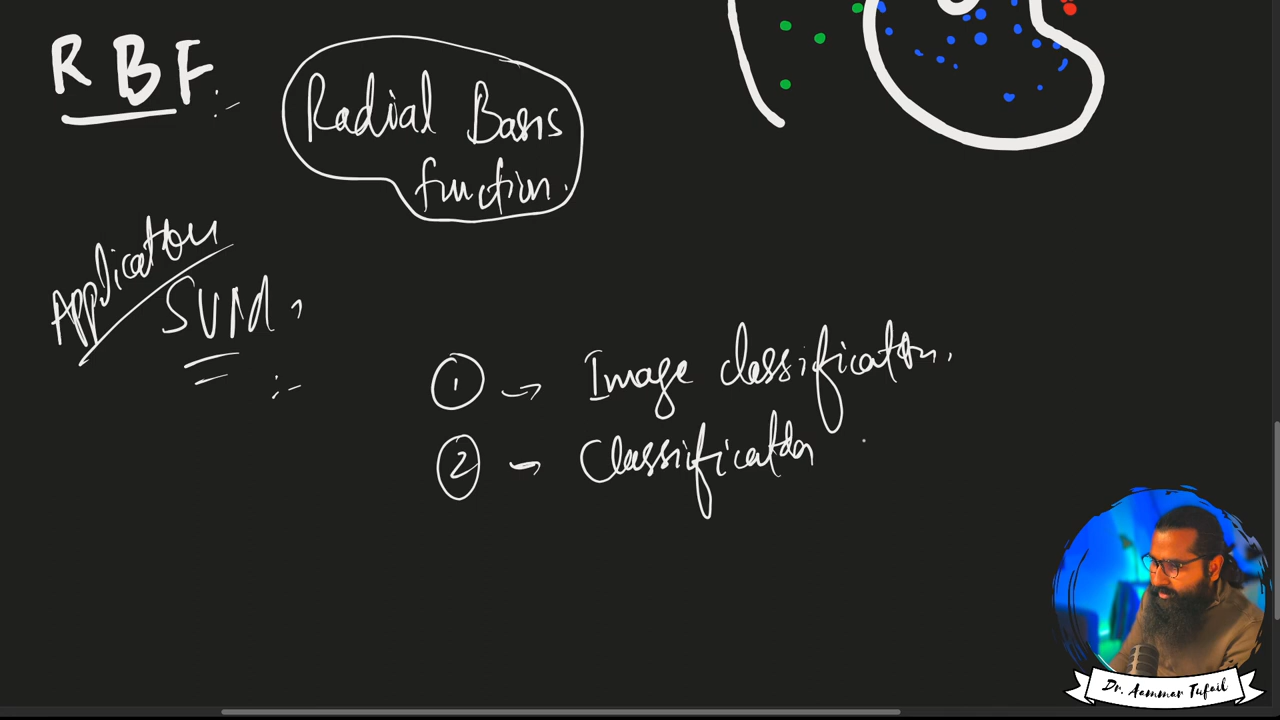 RBF:-
Radial Basis
function.
Application
SVM,
:-
① → Image classification.
② → Classification
Dr. Aammar Tufail